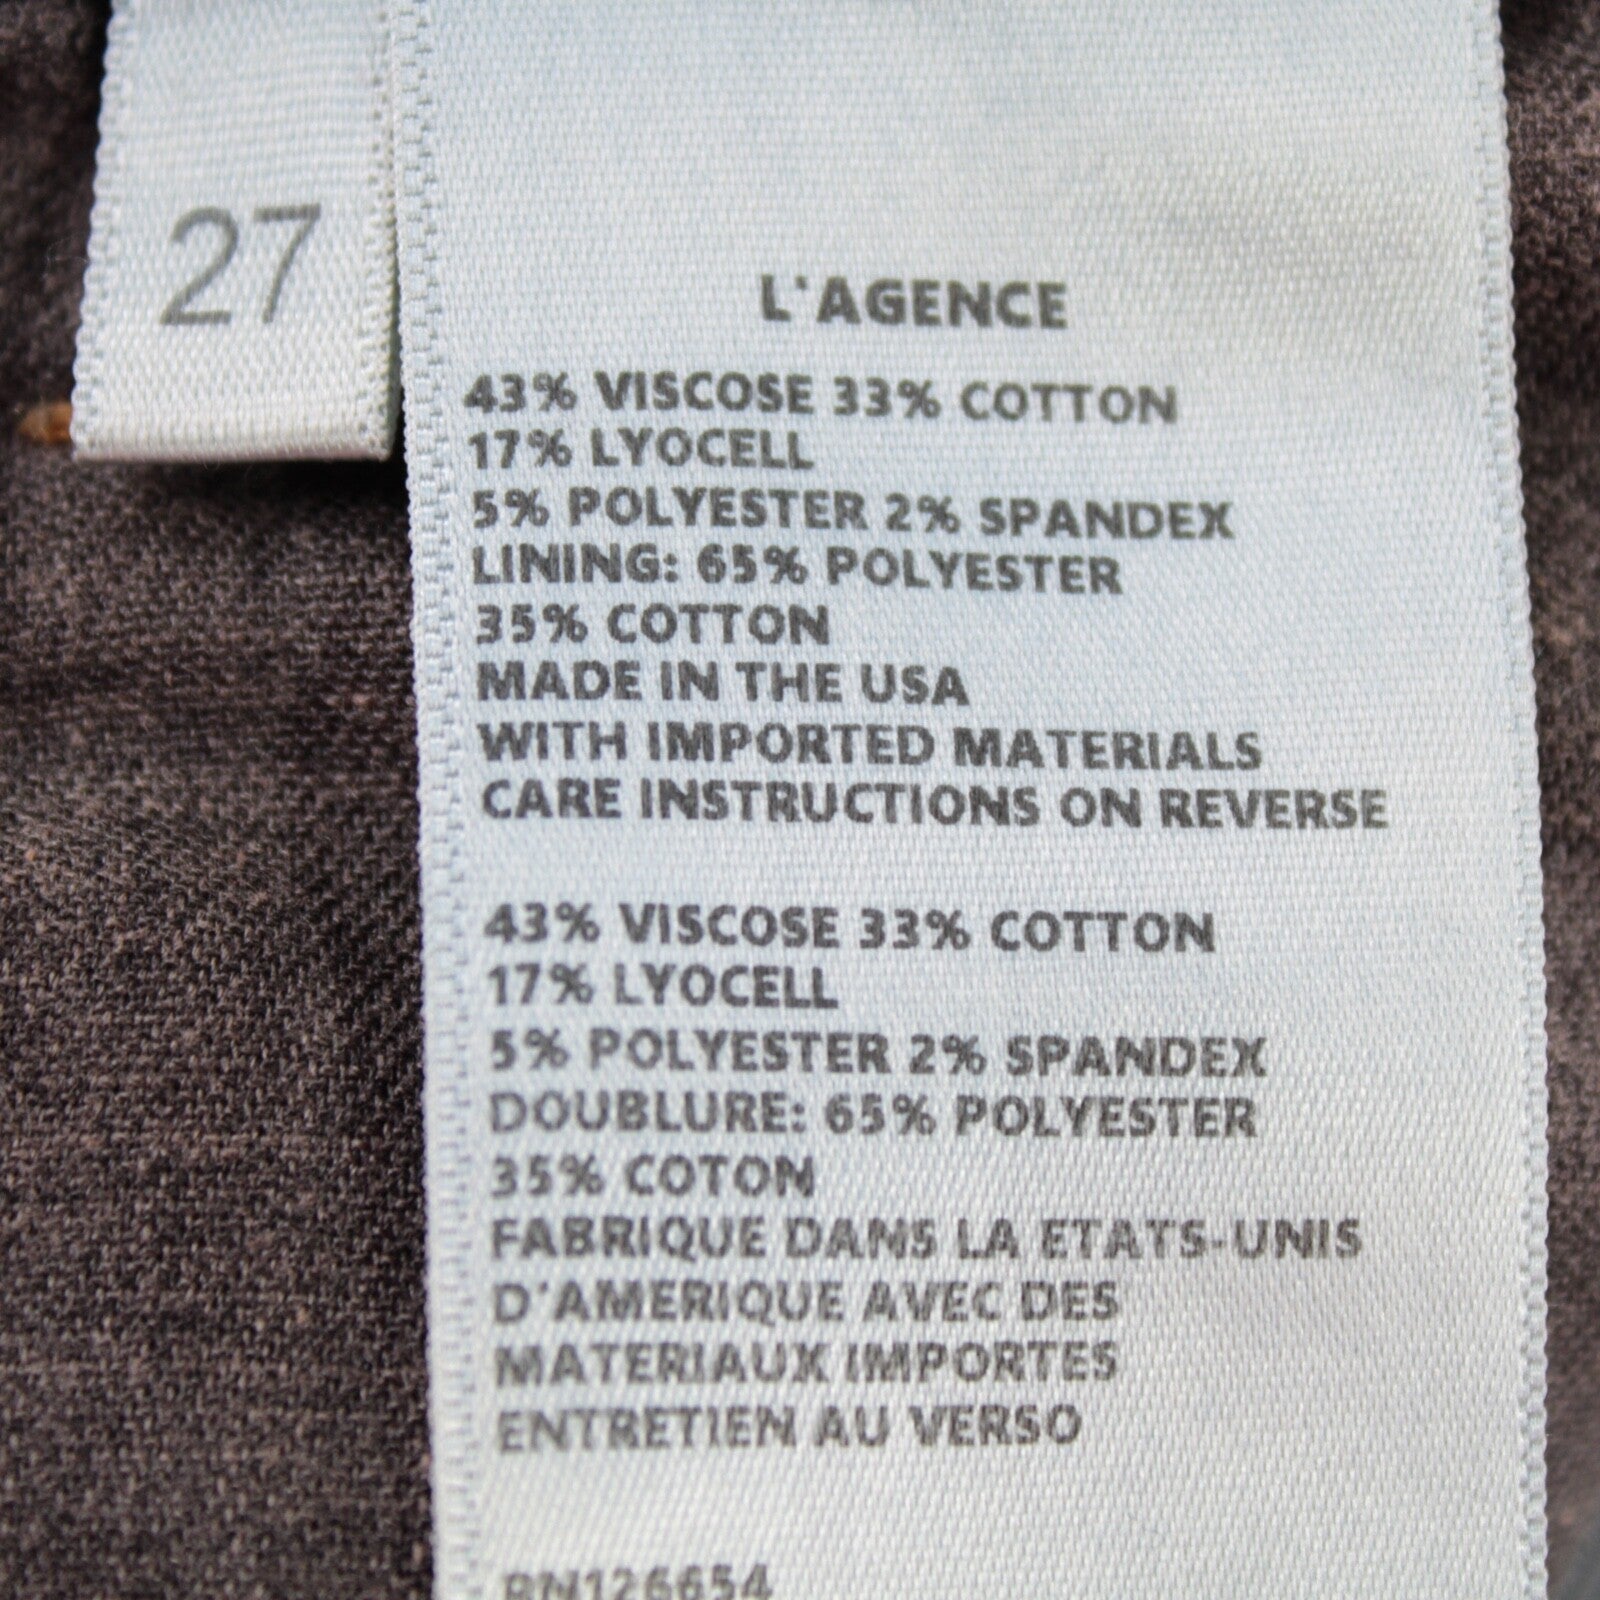 27
L'AGENCE
43% VISCOSE 33% COTTON
17% LYOCELL
5% POLYESTER 2% SPANDEX
LINING: 65% POLYESTER
35% COTTON
MADE IN THE USA
WITH IMPORTED MATERIALS
CARE INSTRUCTIONS ON REVERSE
43% VISCOSE 33% COTTON
17% LYOCELL
5% POLYESTER 2% SPANDEX
DOUBLURE: 65% POLYESTER
35% COTON
FABRIQUE DANS LA ETATS-UNIS
D'AMERIQUE AVEC DES
MATERIAUX IMPORTES
ENTRETIEN AU VERSO
RN126654